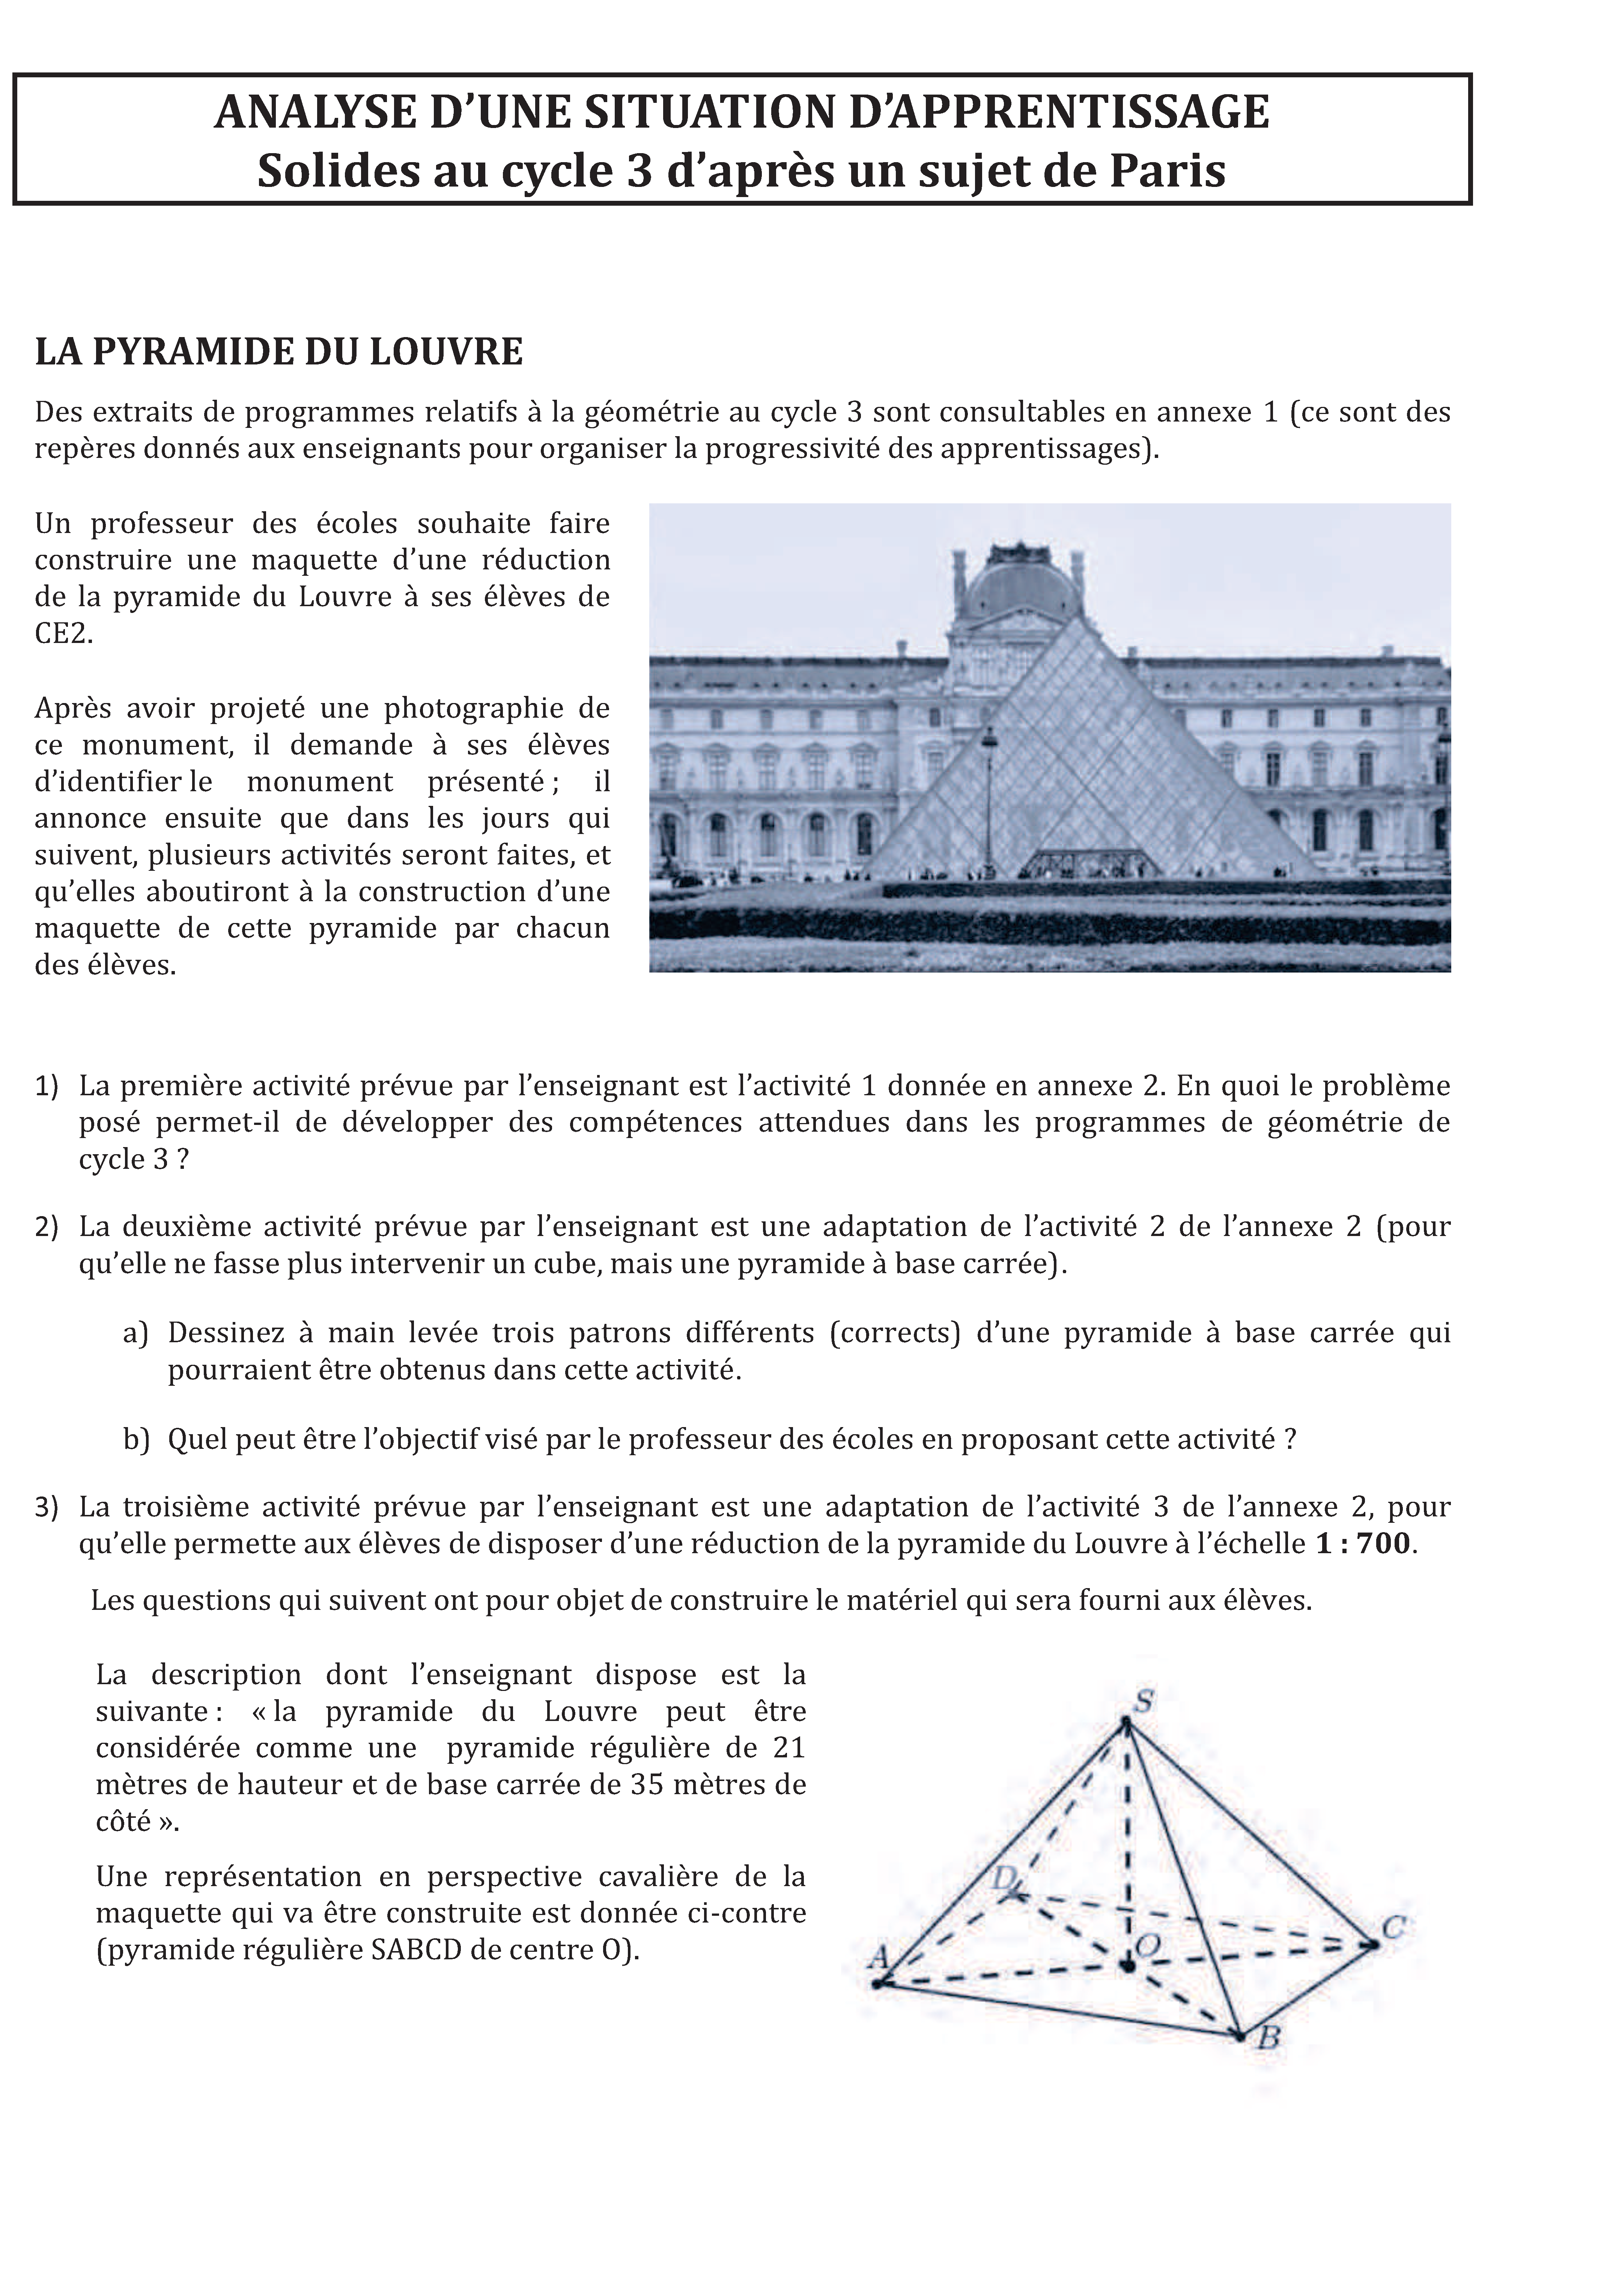 ANALYSE D’UNE SITUATION D’APPRENTISSAGE
Solides au cycle 3 d’après un sujet de Paris
LA PYRAMIDE DU LOUVRE
Des extraits de programmes relatifs à la géométrie au cycle 3 sont consultables en annexe 1 (ce sont des
repères donnés aux enseignants pour organiser la progressivité des apprentissages).
Un professeur des écoles souhaite faire
construire une maquette d’une réduction
de la pyramide du Louvre à ses élèves de
CE2.
Après avoir projeté une photographie de
ce monument, il demande à ses élèves
d’identifier le monument présenté ; il
annonce ensuite que dans les jours qui
suivent, plusieurs activités seront faites, et
qu’elles aboutiront à la construction d’une
maquette de cette pyramide par chacun
des élèves.
1) La première activité prévue par l’enseignant est l’activité 1 donnée en annexe 2. En quoi le problème
posé permet-il de développer des compétences attendues dans les programmes de géométrie de
cycle 3 ?
2) La deuxième activité prévue par l’enseignant est une adaptation de l’activité 2 de l’annexe 2 (pour
qu’elle ne fasse plus intervenir un cube, mais une pyramide à base carrée).
a) Dessinez à main levée trois patrons différents (corrects) d’une pyramide à base carrée qui
pourraient être obtenus dans cette activité.
b) Quel peut être l’objectif visé par le professeur des écoles en proposant cette activité ?
3) La troisième activité prévue par l’enseignant est une adaptation de l’activité 3 de l’annexe 2, pour
qu’elle permette aux élèves de disposer d’une réduction de la pyramide du Louvre à l’échelle 1 : 700.
Les questions qui suivent ont pour objet de construire le matériel qui sera fourni aux élèves.
La description dont l’enseignant dispose est la
suivante : « la pyramide du Louvre peut être
considérée comme une pyramide régulière de 21
mètres de hauteur et de base carrée de 35 mètres de
côté ».
Une représentation en perspective cavalière de la
maquette qui va être construite est donnée ci-contre
(pyramide régulière SABCD de centre O).
S
D
C
O
A
B